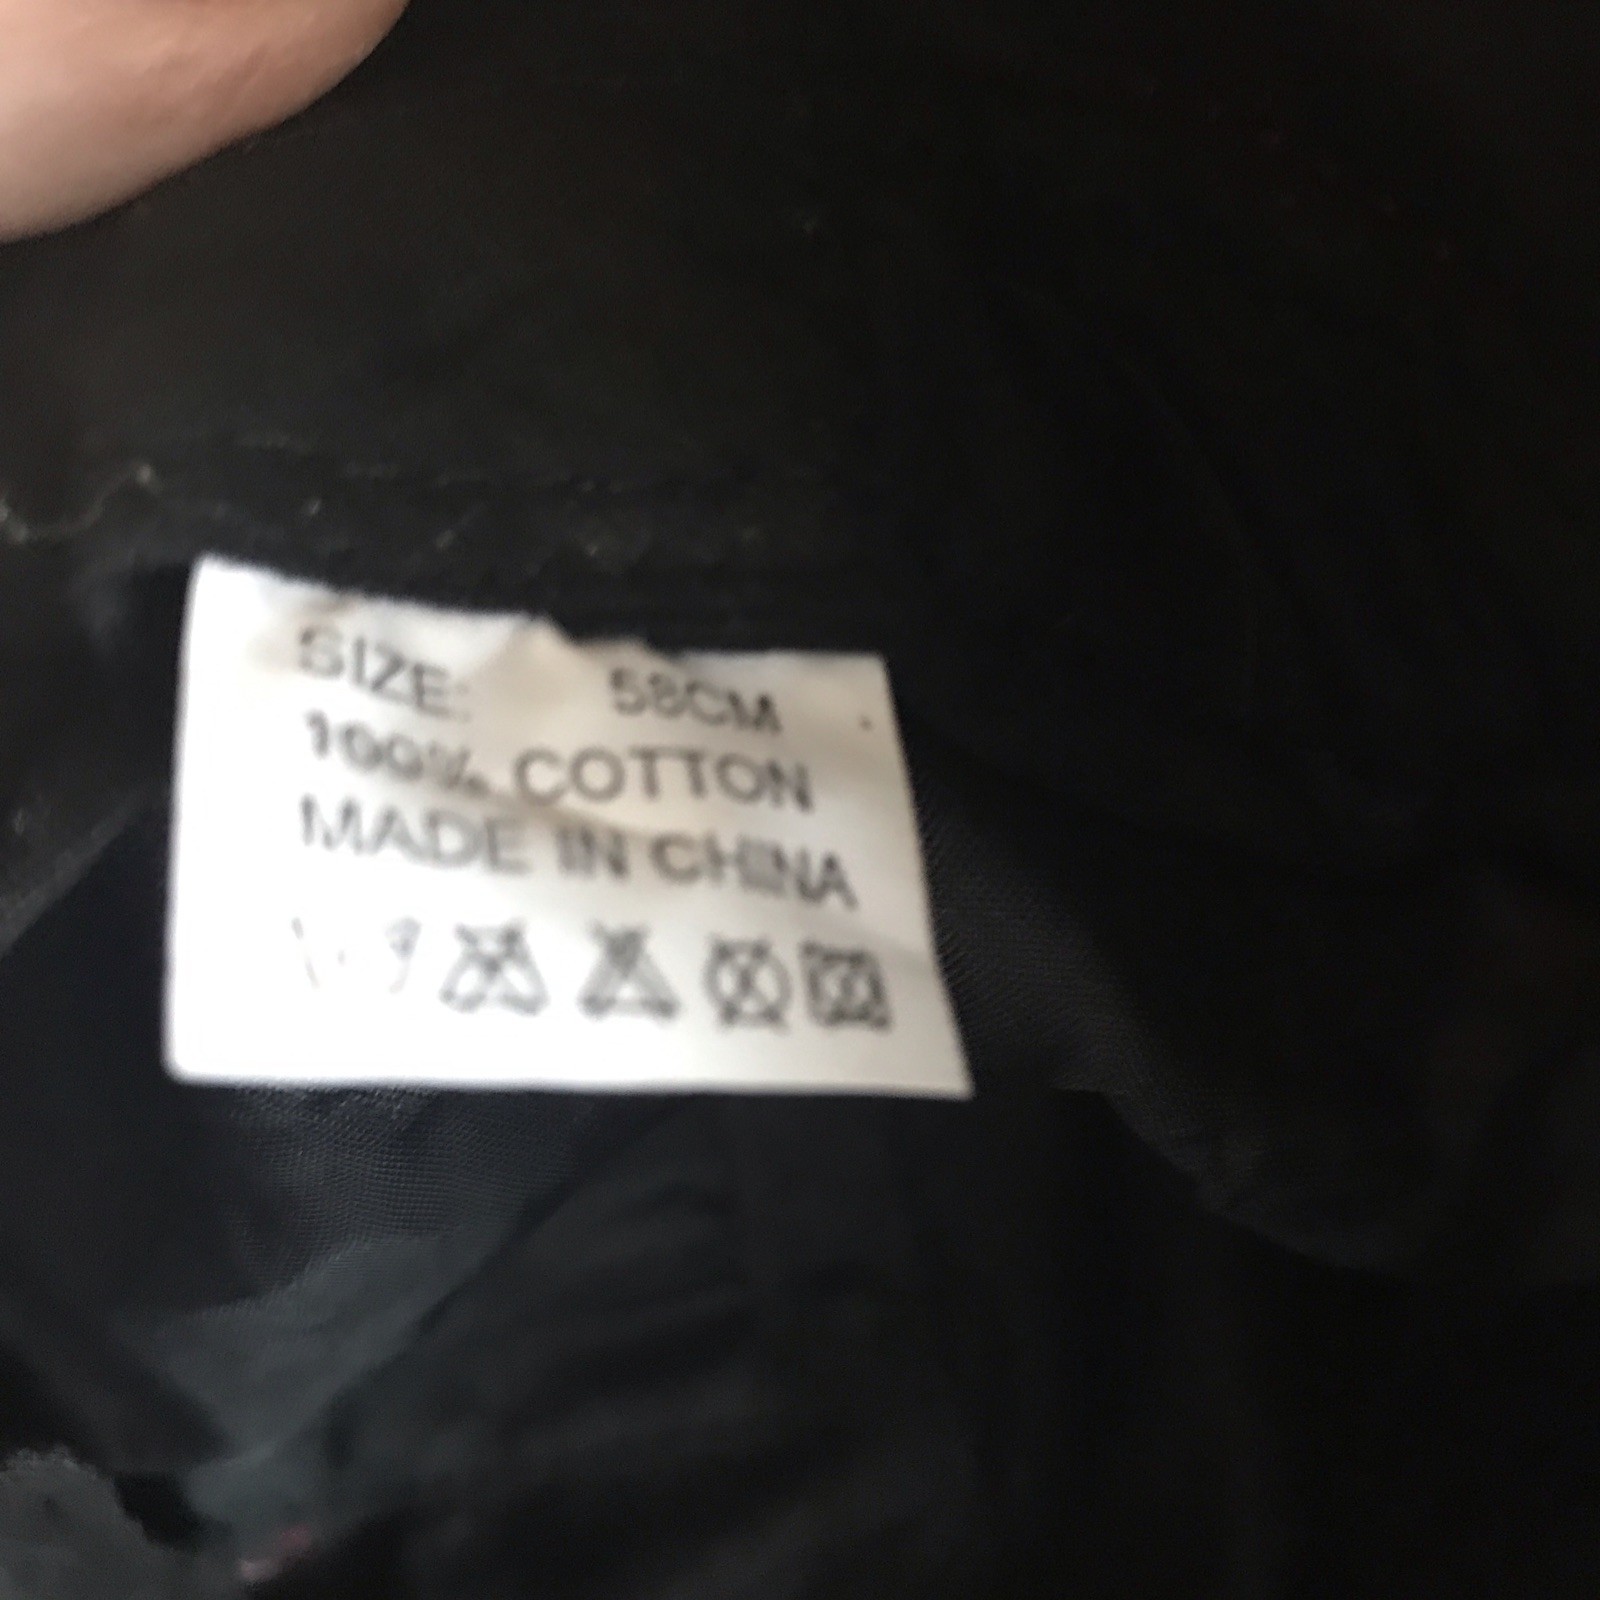 SIZE: 58CM
100% COTTON
MADE IN CHINA